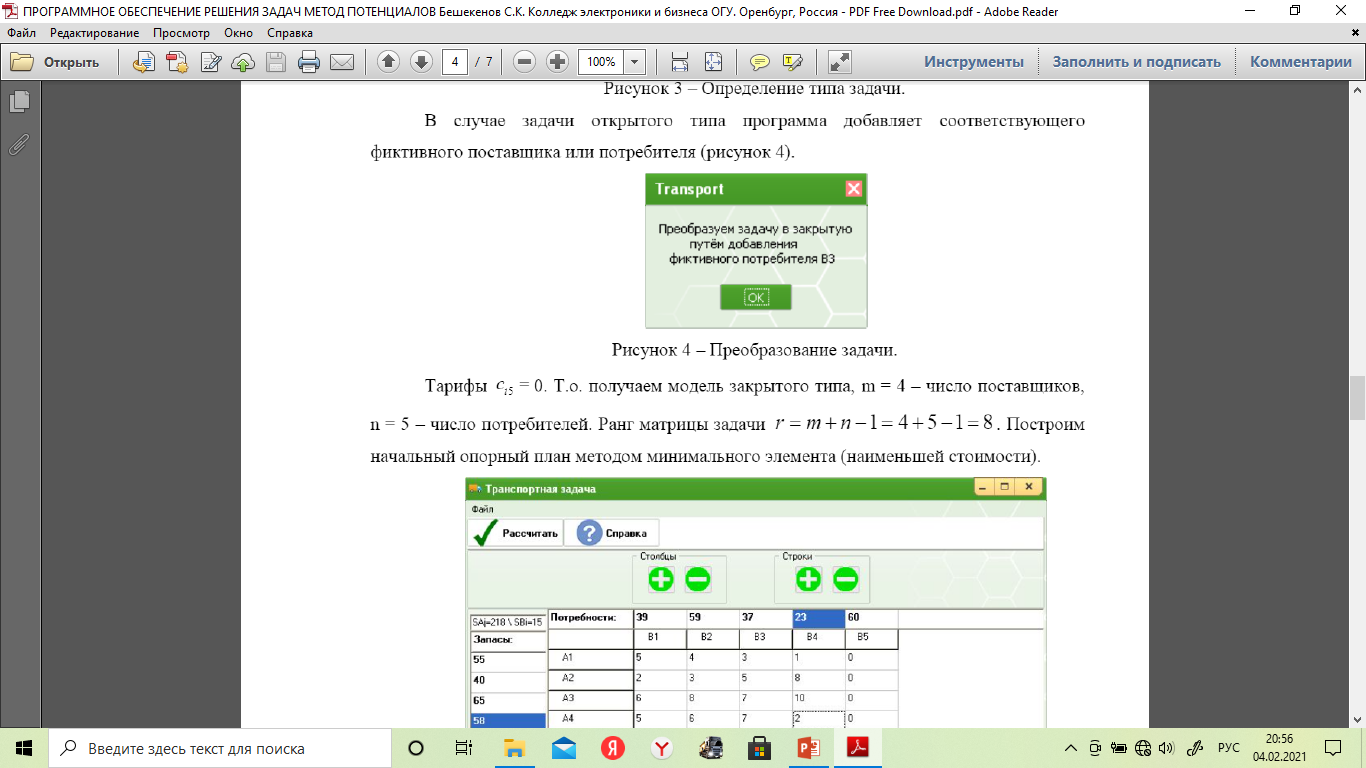 ПРОГРАММНОЕ ОБЕСПЕЧЕНИЕ РЕШЕНИЯ ЗАДАЧ МЕТОД ПОТЕНЦИАЛОВ Бешекенов С.К. Колледж электроники и бизнеса ОГУ. Оренбург, Россия - PDF Free Download.pdf - Adobe Reader
Файл Редактирование Просмотр Окно Справка
Открыть 4 / 7 100% Инструменты Заполнить и подписать Комментарии
Рисунок 3 – Определение типа задачи.
В случае задачи открытого типа программа добавляет соответствующего
фиктивного поставщика или потребителя (рисунок 4).
Transport
Преобразуем задачу в закрытую
путём добавления
фиктивного потребителя В3
OK
Рисунок 4 – Преобразование задачи.
Тарифы c_i5 = 0. Т.о. получаем модель закрытого типа, m = 4 – число поставщиков,
n = 5 – число потребителей. Ранг матрицы задачи r = m + n − 1 = 4 + 5 − 1 = 8. Построим
начальный опорный план методом минимального элемента (наименьшей стоимости).
Транспортная задача
Файл
Рассчитать Справка
Столбцы Строки
SAj=218 \ SBi=15 Потребности: 39 59 37 23 60
Запасы: B1 B2 B3 B4 B5
55 A1 5 4 3 1 0
40 A2 2 3 5 8 0
65 A3 6 8 7 10 0
58 A4 5 6 7 2 0
Введите здесь текст для поиска
РУС
20:56
04.02.2021